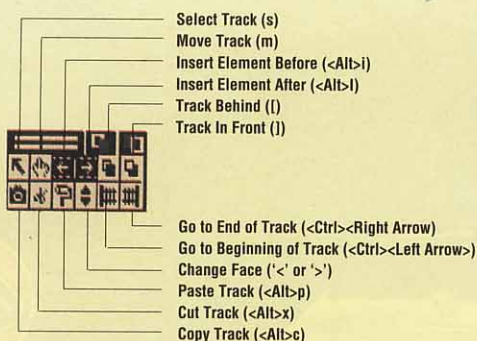 Select Track (s)
Move Track (m)
Insert Element Before (<Alt>i)
Insert Element After (<Alt>I)
Track Behind ([)
Track In Front (])
Go to End of Track (<Ctrl><Right Arrow)
Go to Beginning of Track (<Ctrl><Left Arrow>)
Change Face (‘<’ or ‘>’)
Paste Track (<Alt>p)
Cut Track (<Alt>x)
Copy Track (<Alt>c)